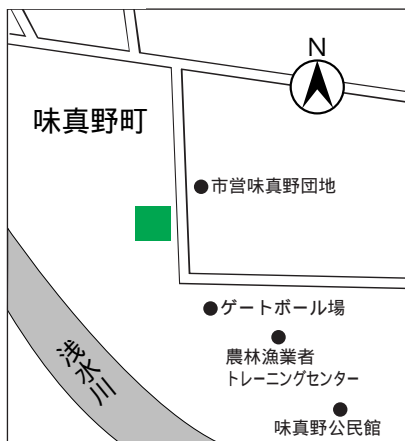 N
味真野町
市営味真野団地
ゲートボール場
農林漁業者
トレーニングセンター
浅水川
味真野公民館